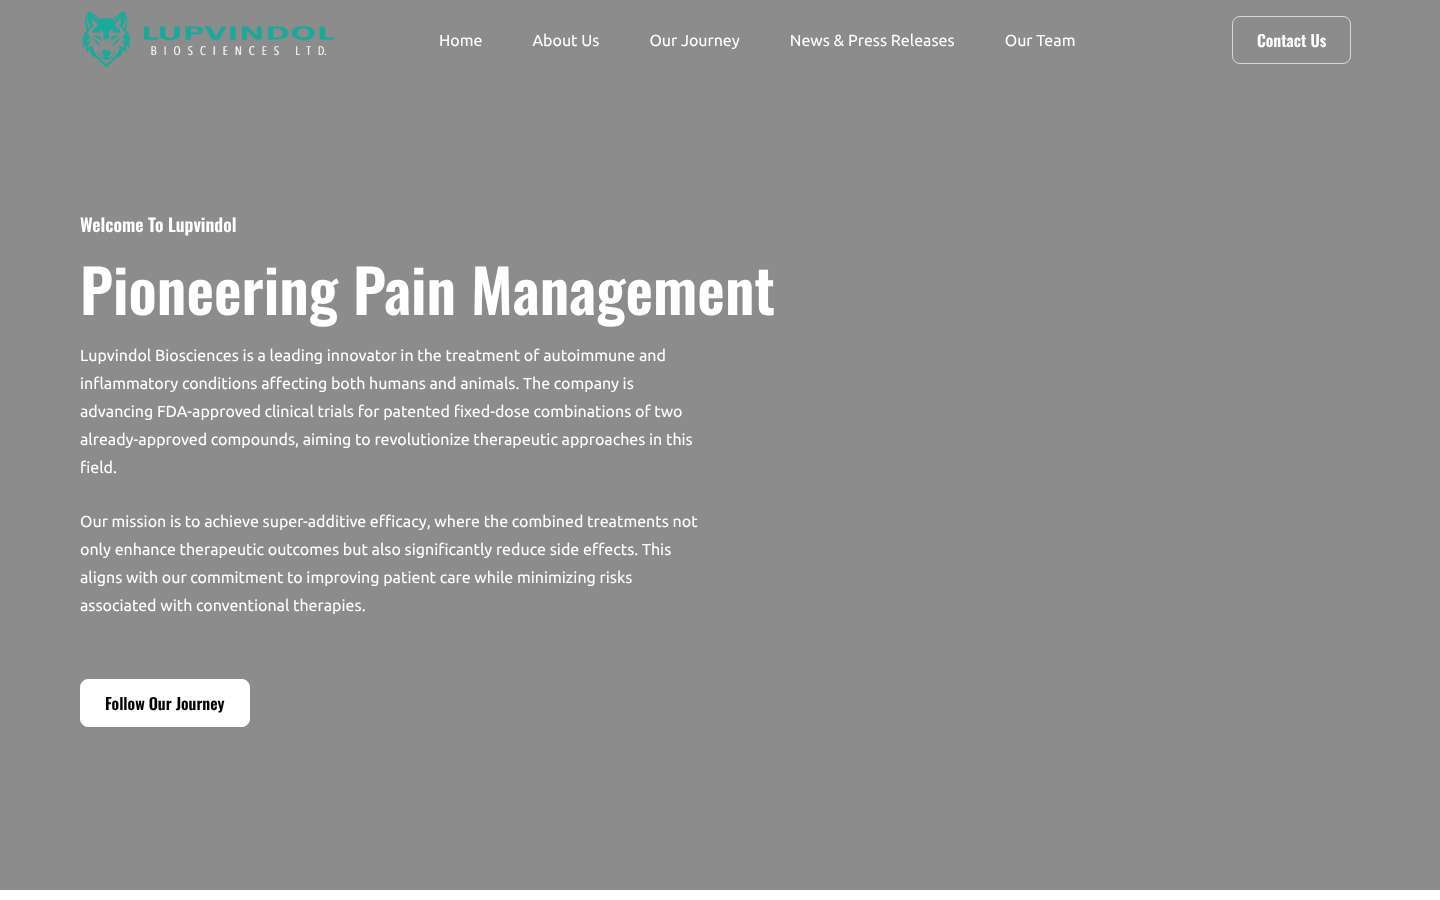 LUPVINDOL
BIOSCIENCES LTD.
Home
About Us
Our Journey
News & Press Releases
Our Team
Contact Us
Welcome To Lupvindol
Pioneering Pain Management
Lupvindol Biosciences is a leading innovator in the treatment of autoimmune and
inflammatory conditions affecting both humans and animals. The company is
advancing FDA-approved clinical trials for patented fixed-dose combinations of two
already-approved compounds, aiming to revolutionize therapeutic approaches in this
field.
Our mission is to achieve super-additive efficacy, where the combined treatments not
only enhance therapeutic outcomes but also significantly reduce side effects. This
aligns with our commitment to improving patient care while minimizing risks
associated with conventional therapies.
Follow Our Journey